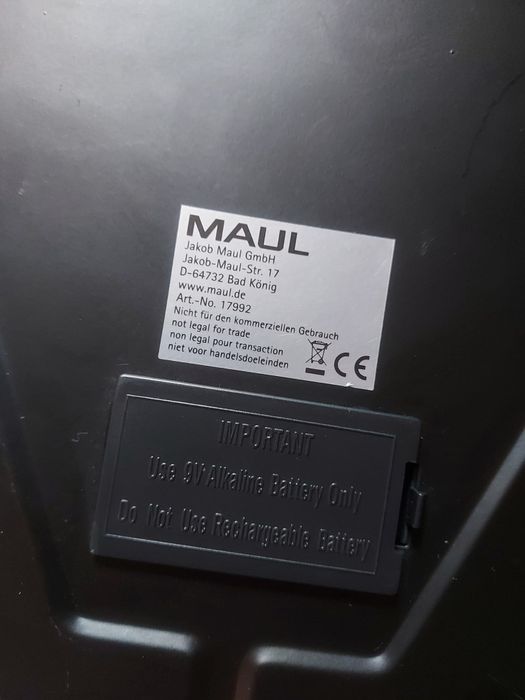 MAUL
Jakob Maul GmbH
Jakob-Maul-Str. 17
D-64732 Bad König
www.maul.de
Art.-No. 17992
Nicht für den kommerziellen Gebrauch
not legal for trade
non légal pour transaction
niet voor handelsdoeleinden
CE
IMPORTANT
Use 9V Alkaline Battery Only
Do Not Use Rechargeable Battery